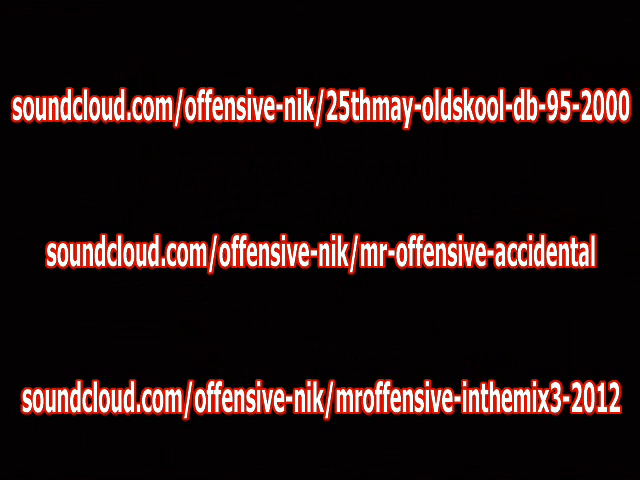 soundcloud.com/offensive-nik/25thmay-oldskool-db-95-2000
soundcloud.com/offensive-nik/mr-offensive-accidental
soundcloud.com/offensive-nik/mroffensive-inthemix3-2012